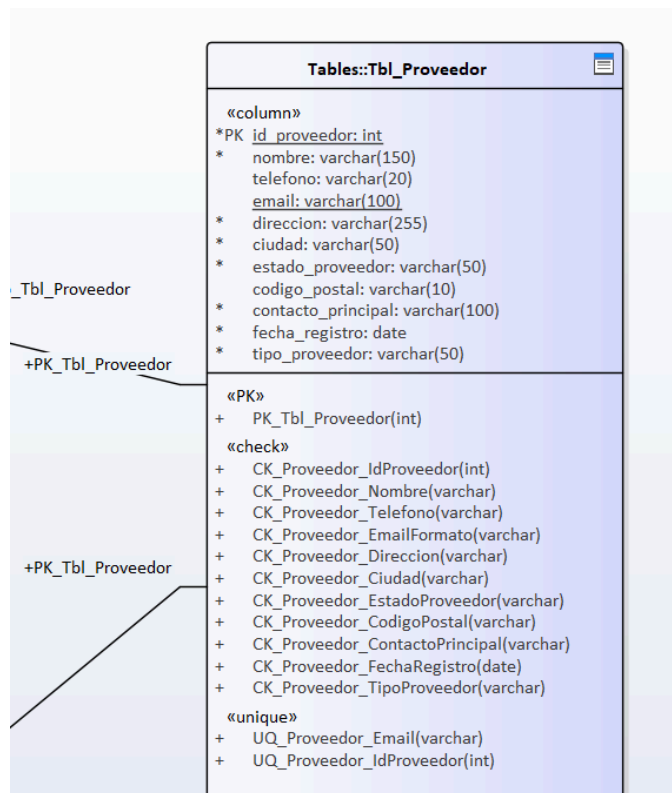 Tables::Tbl_Proveedor
«column»
*PK id_proveedor: int
* nombre: varchar(150)
telefono: varchar(20)
email: varchar(100)
* direccion: varchar(255)
* ciudad: varchar(50)
* estado_proveedor: varchar(50)
codigo_postal: varchar(10)
* contacto_principal: varchar(100)
* fecha_registro: date
* tipo_proveedor: varchar(50)
«PK»
+ PK_Tbl_Proveedor(int)
«check»
+ CK_Proveedor_IdProveedor(int)
+ CK_Proveedor_Nombre(varchar)
+ CK_Proveedor_Telefono(varchar)
+ CK_Proveedor_EmailFormato(varchar)
+ CK_Proveedor_Direccion(varchar)
+ CK_Proveedor_Ciudad(varchar)
+ CK_Proveedor_EstadoProveedor(varchar)
+ CK_Proveedor_CodigoPostal(varchar)
+ CK_Proveedor_ContactoPrincipal(varchar)
+ CK_Proveedor_FechaRegistro(date)
+ CK_Proveedor_TipoProveedor(varchar)
«unique»
+ UQ_Proveedor_Email(varchar)
+ UQ_Proveedor_IdProveedor(int)
_Tbl_Proveedor
+PK_Tbl_Proveedor
+PK_Tbl_Proveedor